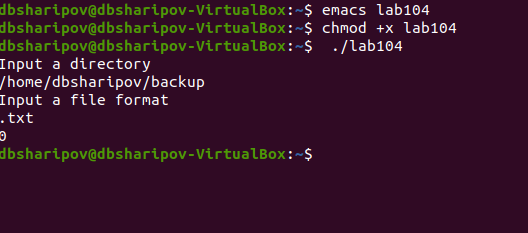 dbsharipov@dbsharipov-VirtualBox:~$ emacs lab104
dbsharipov@dbsharipov-VirtualBox:~$ chmod +x lab104
dbsharipov@dbsharipov-VirtualBox:~$  ./lab104
Input a directory
/home/dbsharipov/backup
Input a file format
.txt
0
dbsharipov@dbsharipov-VirtualBox:~$